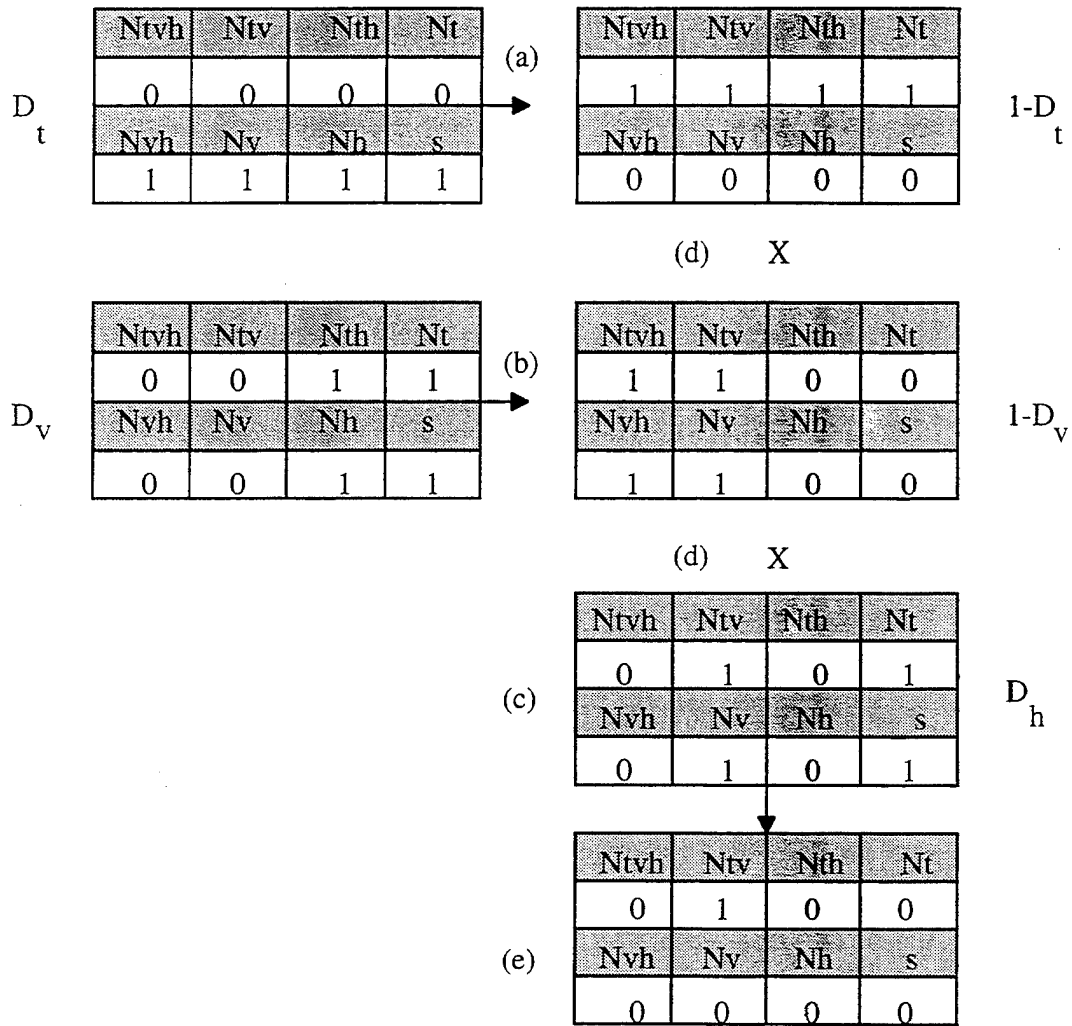 Ntvh Ntv Nth Nt Ntvh Ntv Nth Nt
(a)
0 0 0 0 1 1 1 1
D t 1-D t
Nvh Nv Nh s Nvh Nv Nh s
1 1 1 1 0 0 0 0
(d) X
Ntvh Ntv Nth Nt Ntvh Ntv Nth Nt
0 0 1 1 (b) 1 1 0 0
D v Nvh Nv Nh s Nvh Nv Nh s 1-D v
0 0 1 1 1 1 0 0
(d) X
Ntvh Ntv Nth Nt
0 1 0 1
(c) Nvh Nv Nh s D h
0 1 0 1
Ntvh Ntv Nth Nt
0 1 0 0
(e) Nvh Nv Nh s
0 0 0 0